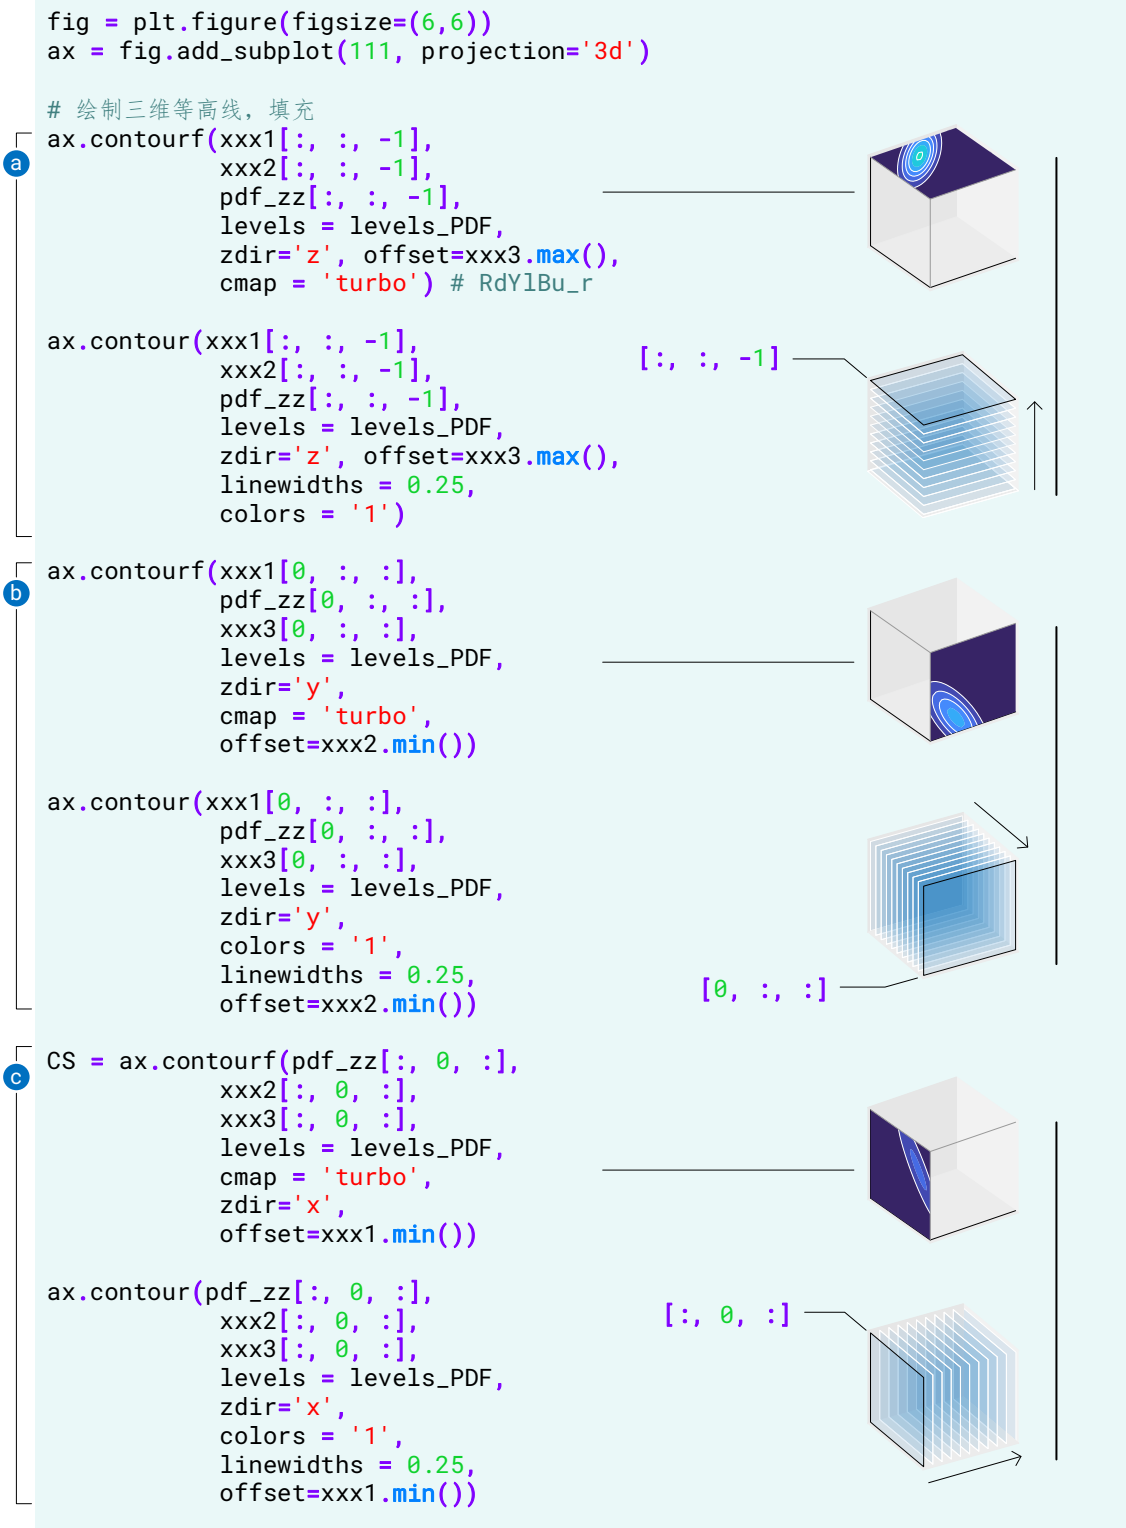 fig = plt.figure(figsize=(6,6))
ax = fig.add_subplot(111, projection='3d')
# 绘制三维等高线，填充
a
ax.contourf(xxx1[:, :, -1],
xxx2[:, :, -1],
pdf_zz[:, :, -1],
levels = levels_PDF,
zdir='z', offset=xxx3.max(),
cmap = 'turbo') # RdYlBu_r
ax.contour(xxx1[:, :, -1],
xxx2[:, :, -1],
pdf_zz[:, :, -1],
levels = levels_PDF,
zdir='z', offset=xxx3.max(),
linewidths = 0.25,
colors = '1')
[:, :, -1]
b
ax.contourf(xxx1[0, :, :],
pdf_zz[0, :, :],
xxx3[0, :, :],
levels = levels_PDF,
zdir='y',
cmap = 'turbo',
offset=xxx2.min())
ax.contour(xxx1[0, :, :],
pdf_zz[0, :, :],
xxx3[0, :, :],
levels = levels_PDF,
zdir='y',
colors = '1',
linewidths = 0.25,
offset=xxx2.min())
[0, :, :]
c
CS = ax.contourf(pdf_zz[:, 0, :],
xxx2[:, 0, :],
xxx3[:, 0, :],
levels = levels_PDF,
cmap = 'turbo',
zdir='x',
offset=xxx1.min())
ax.contour(pdf_zz[:, 0, :],
xxx2[:, 0, :],
xxx3[:, 0, :],
levels = levels_PDF,
zdir='x',
colors = '1',
linewidths = 0.25,
offset=xxx1.min())
[:, 0, :]